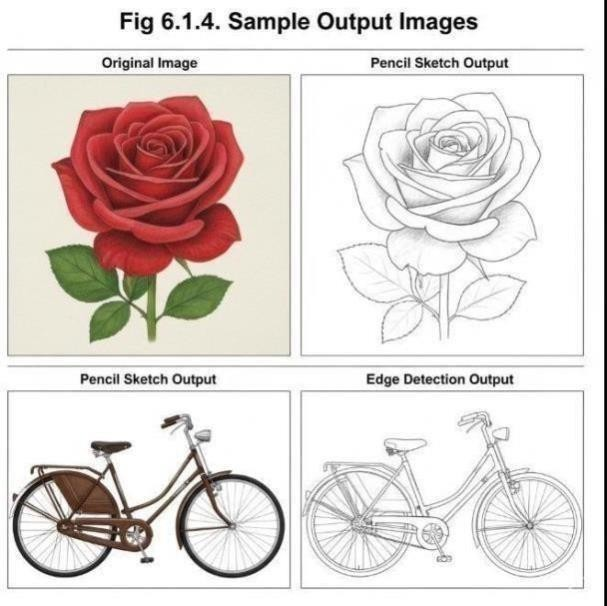 Fig 6.1.4. Sample Output Images
Original Image
Pencil Sketch Output
Pencil Sketch Output
Edge Detection Output